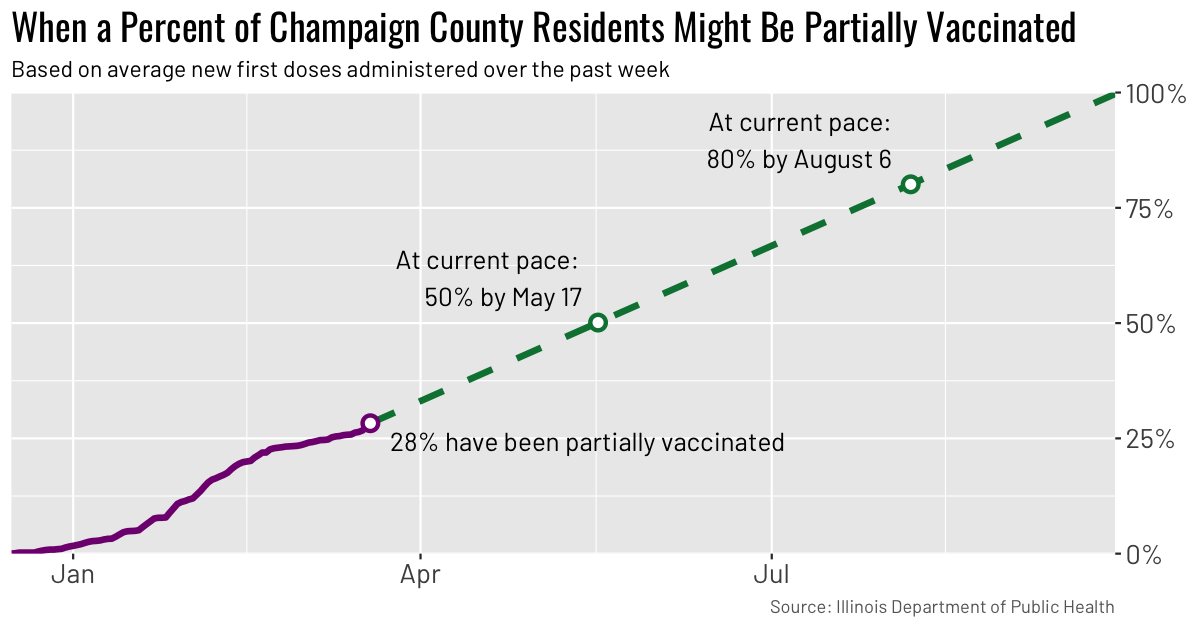 When a Percent of Champaign County Residents Might Be Partially Vaccinated
Based on average new first doses administered over the past week
100%
At current pace:
80% by August 6
75%
At current pace:
50% by May 17
50%
28% have been partially vaccinated
25%
0%
Jan
Apr
Jul
Source: Illinois Department of Public Health